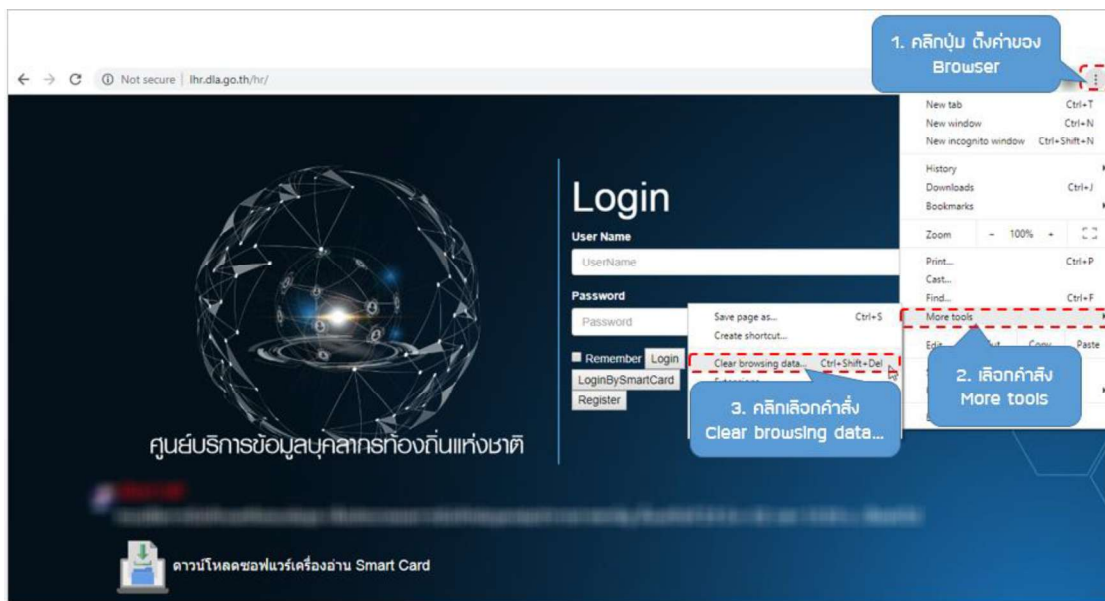 1. คลิกปุ่ม ตั้งค่าของ
Browser
Not secure | lhr.dla.go.th/hr/
New tab Ctrl+T
New window Ctrl+N
New incognito window Ctrl+Shift+N
History
Downloads Ctrl+J
Bookmarks
Zoom - 100% +
Print... Ctrl+P
Cast...
Find... Ctrl+F
More tools
Copy Paste
Login
User Name
UserName
Password
Password
Remember Login
LoginBySmartCard
Register
Save page as... Ctrl+S
Create shortcut...
Clear browsing data... Ctrl+Shift+Del
2. เลือกคำสั่ง
More tools
3. คลิกเลือกคำสั่ง
Clear browsing data...
ศูนย์บริการข้อมูลบุคลากรท้องถิ่นแห่งชาติ
ดาวน์โหลดซอฟแวร์เครื่องอ่าน Smart Card